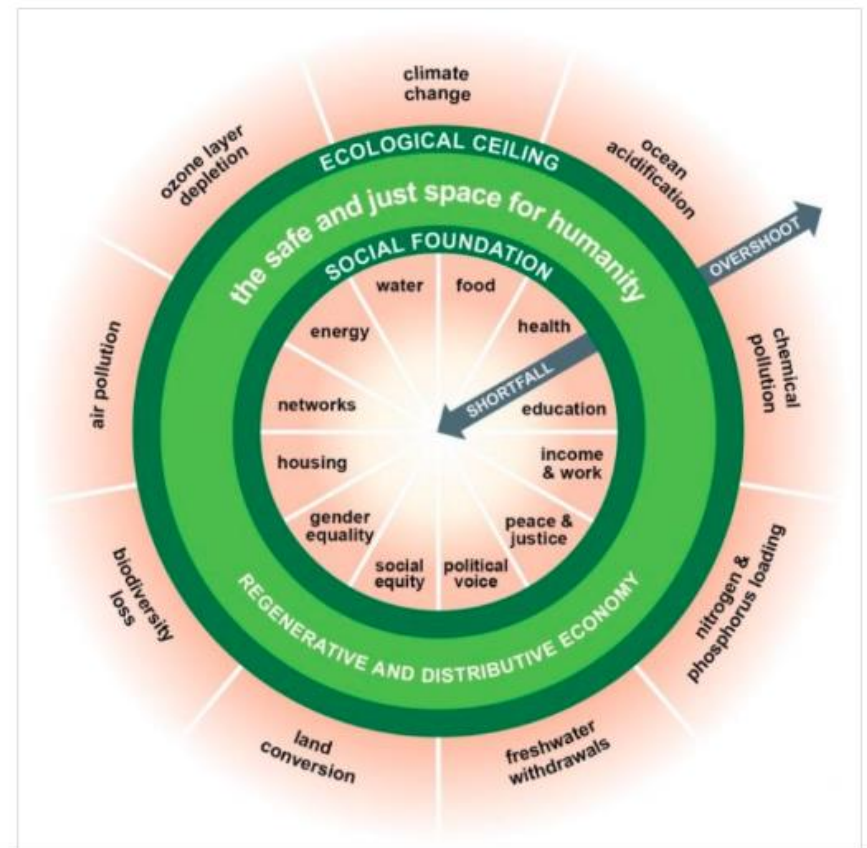 climate
change
ocean
acidification
OVERSHOOT
chemical
pollution
nitrogen &
phosphorus loading
freshwater
withdrawals
land
conversion
biodiversity
loss
air pollution
ozone layer
depletion
ECOLOGICAL CEILING
the safe and just space for humanity
SOCIAL FOUNDATION
water
food
health
SHORTFALL
education
income
& work
peace &
justice
political
voice
social
equity
gender
equality
housing
networks
energy
REGENERATIVE AND DISTRIBUTIVE ECONOMY